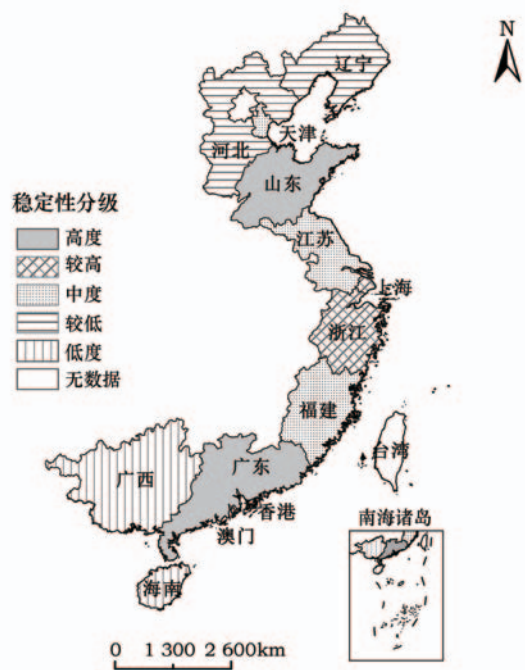 N
辽宁
天津
河北
山东
稳定性分级
高度
较高
中度
较低
低度
无数据
江苏
上海
浙江
福建
台湾
广西
广东
香港
澳门
海南
南海诸岛
0 1 300 2 600km